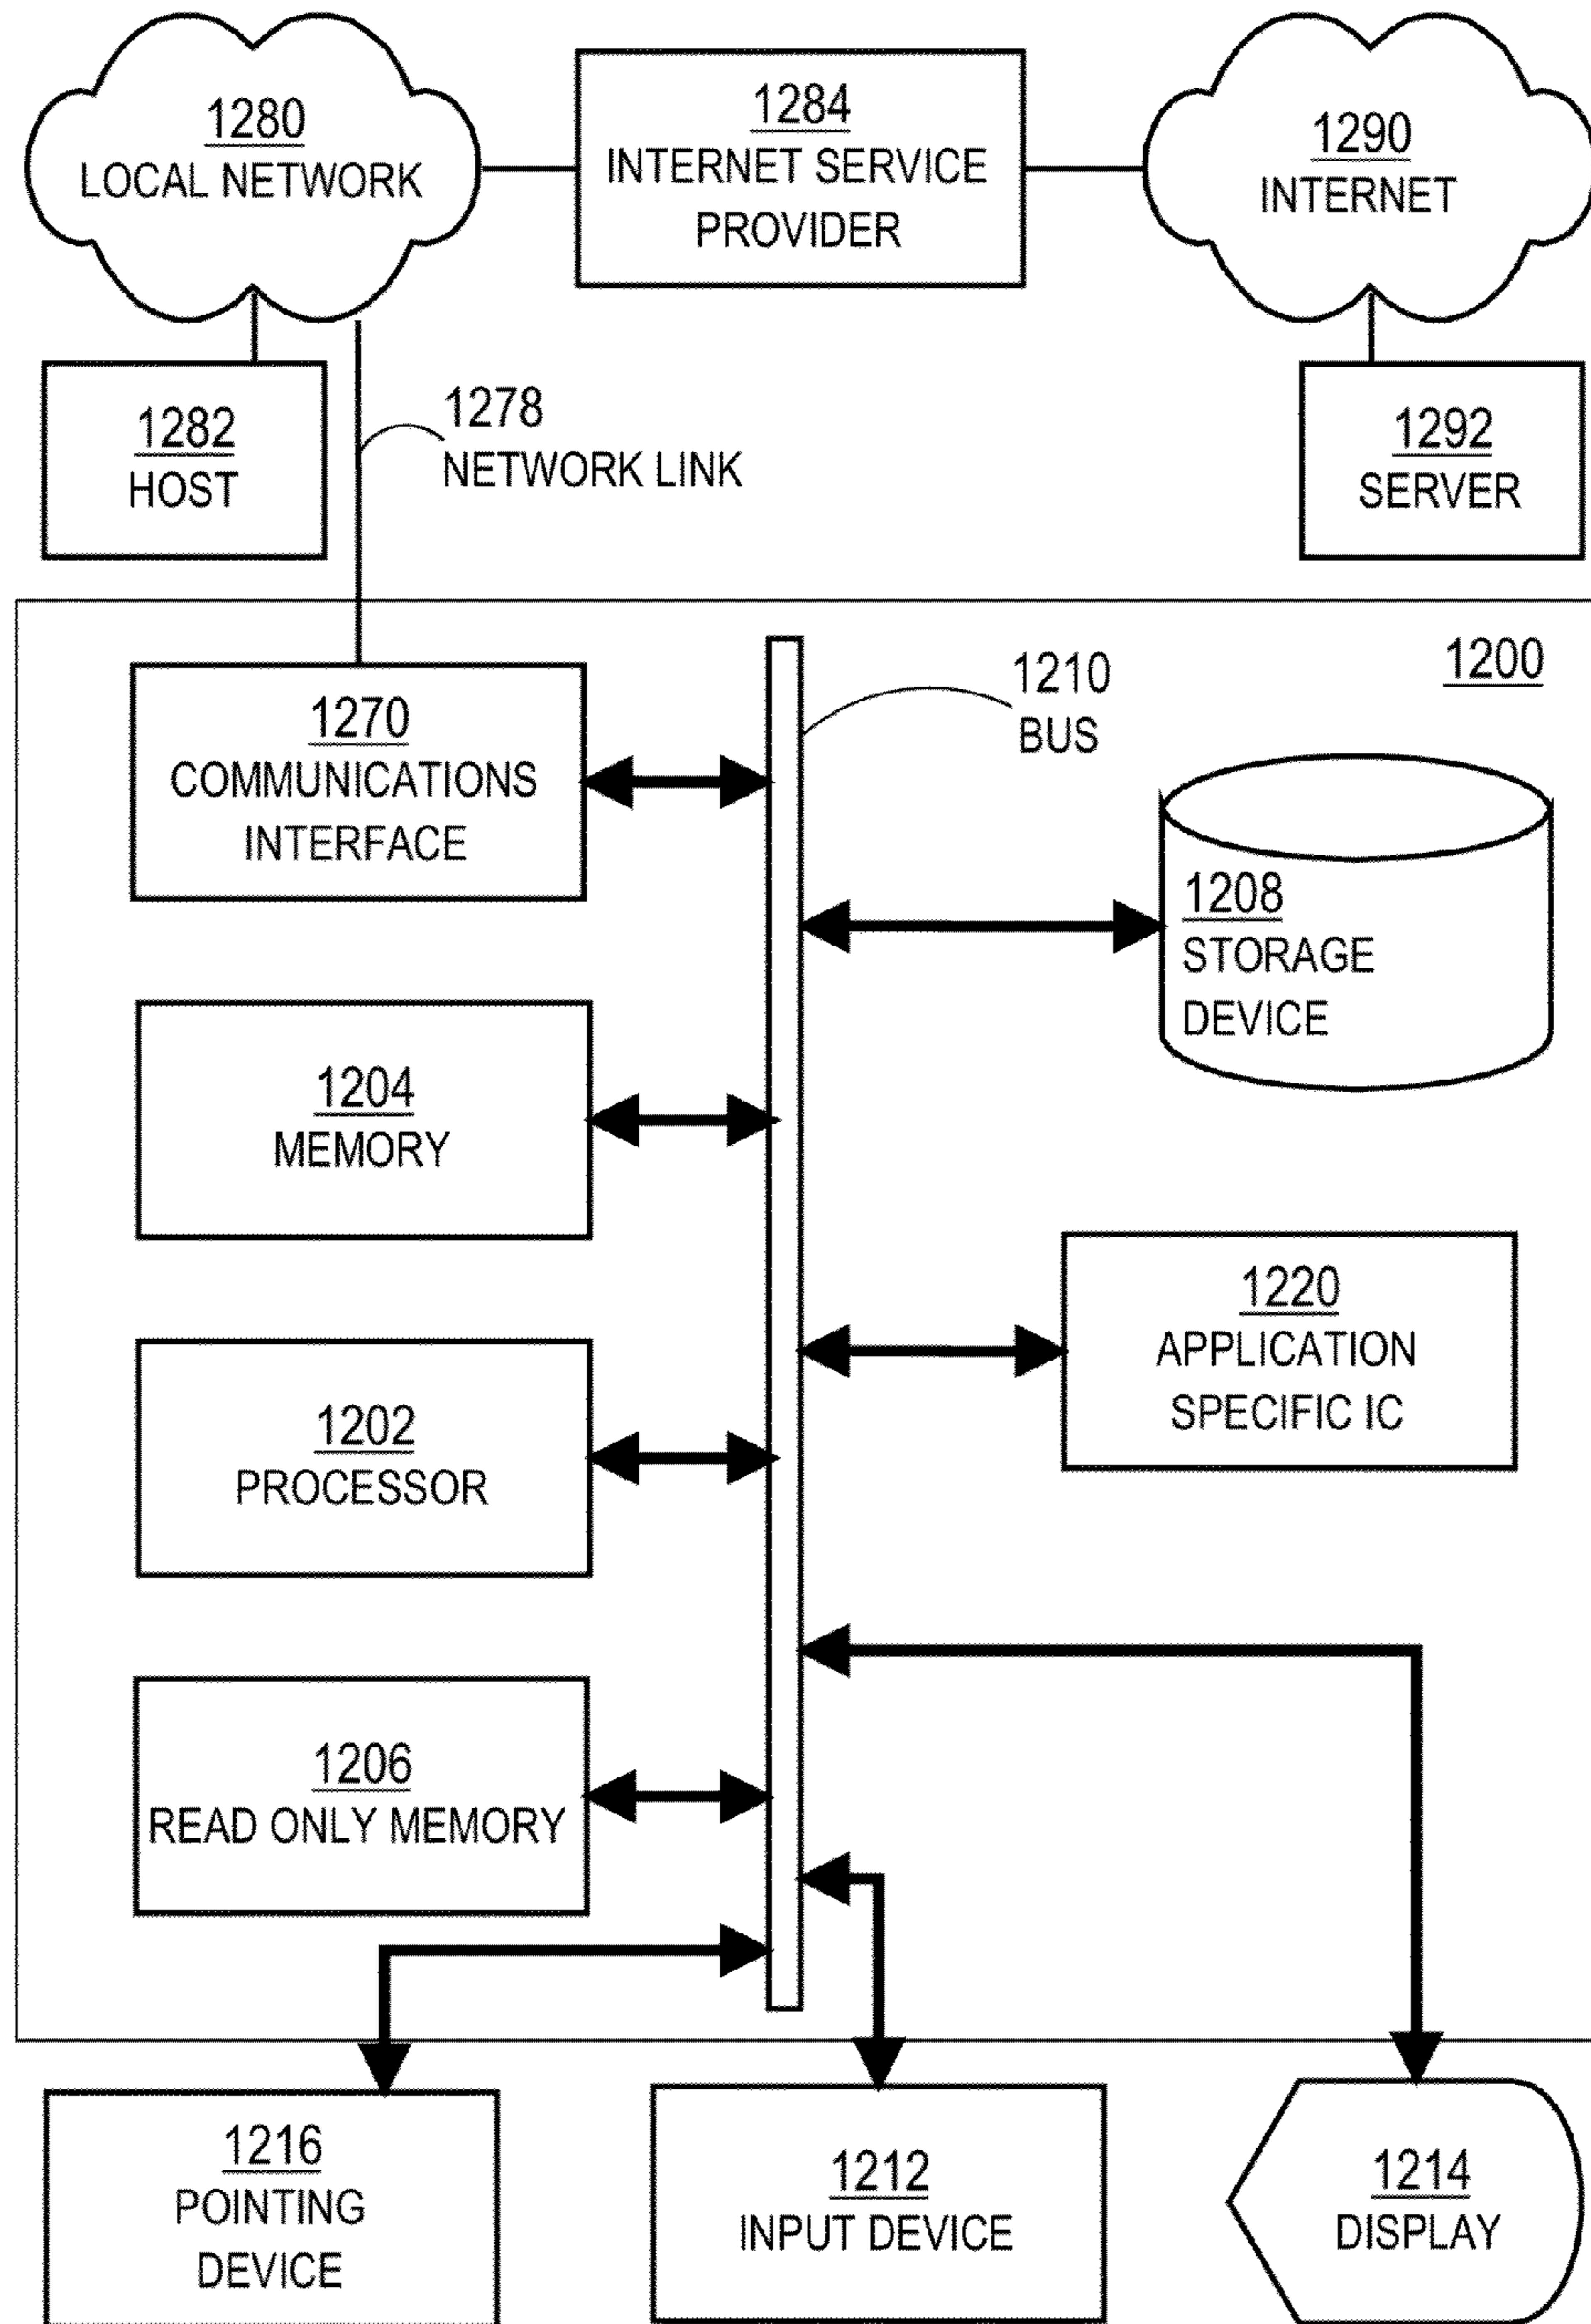 1280
LOCAL NETWORK
1284
INTERNET SERVICE
PROVIDER
1290
INTERNET
1282
HOST
1278
NETWORK LINK
1292
SERVER
1200
1270
COMMUNICATIONS
INTERFACE
1210
BUS
1208
STORAGE
DEVICE
1204
MEMORY
1220
APPLICATION
SPECIFIC IC
1202
PROCESSOR
1206
READ ONLY MEMORY
1216
POINTING
DEVICE
1212
INPUT DEVICE
1214
DISPLAY